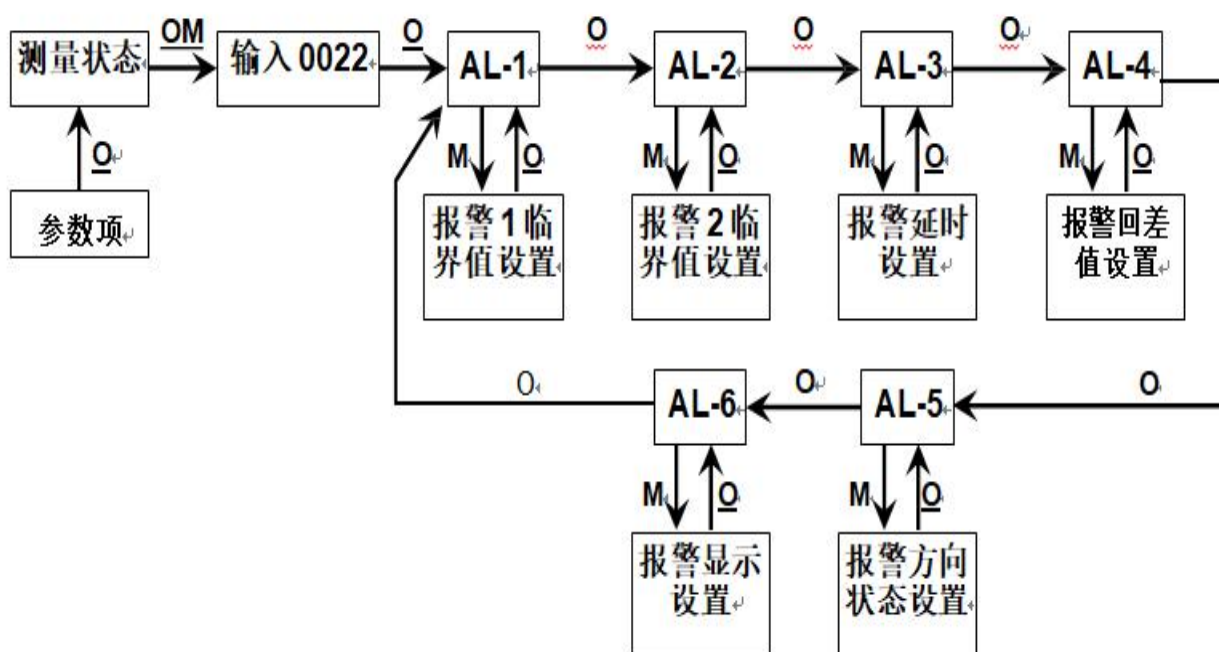 OM
O
O
O
O
测量状态
输入0022
AL-1
AL-2
AL-3
AL-4
O
M
O
M
O
M
O
M
O
参数项
报警1临
界值设置
报警2临
界值设置
报警延时
设置
报警回差
值设置
O
O
O
AL-6
AL-5
M
O
M
O
报警显示
设置
报警方向
状态设置